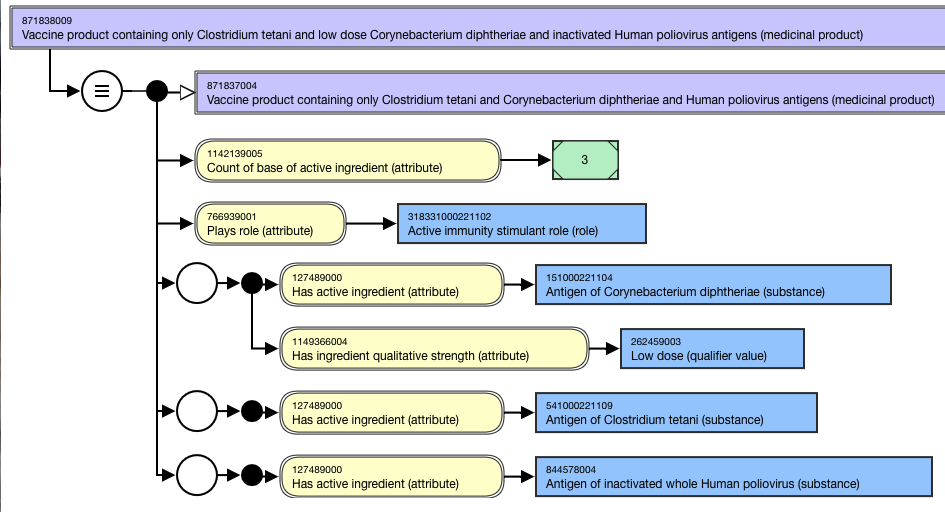 871838009
Vaccine product containing only Clostridium tetani and low dose Corynebacterium diphtheriae and inactivated Human poliovirus antigens (medicinal product)
871837004
Vaccine product containing only Clostridium tetani and Corynebacterium diphtheriae and Human poliovirus antigens (medicinal product)
1142139005
Count of base of active ingredient (attribute)
3
766939001
Plays role (attribute)
318331000221102
Active immunity stimulant role (role)
127489000
Has active ingredient (attribute)
151000221104
Antigen of Corynebacterium diphtheriae (substance)
1149366004
Has ingredient qualitative strength (attribute)
262459003
Low dose (qualifier value)
127489000
Has active ingredient (attribute)
541000221109
Antigen of Clostridium tetani (substance)
127489000
Has active ingredient (attribute)
844578004
Antigen of inactivated whole Human poliovirus (substance)